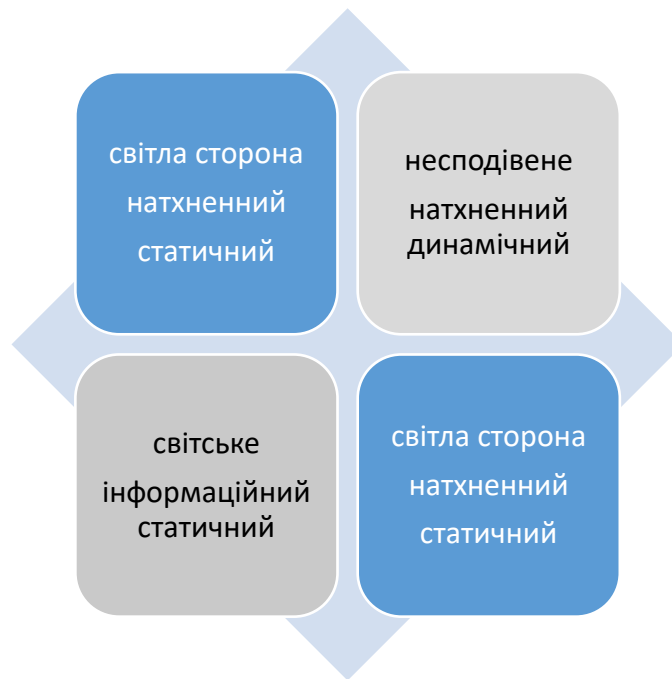 світла сторона
натхненний
статичний
несподівене
натхненний
динамічний
світське
інформаційний
статичний
світла сторона
натхненний
статичний